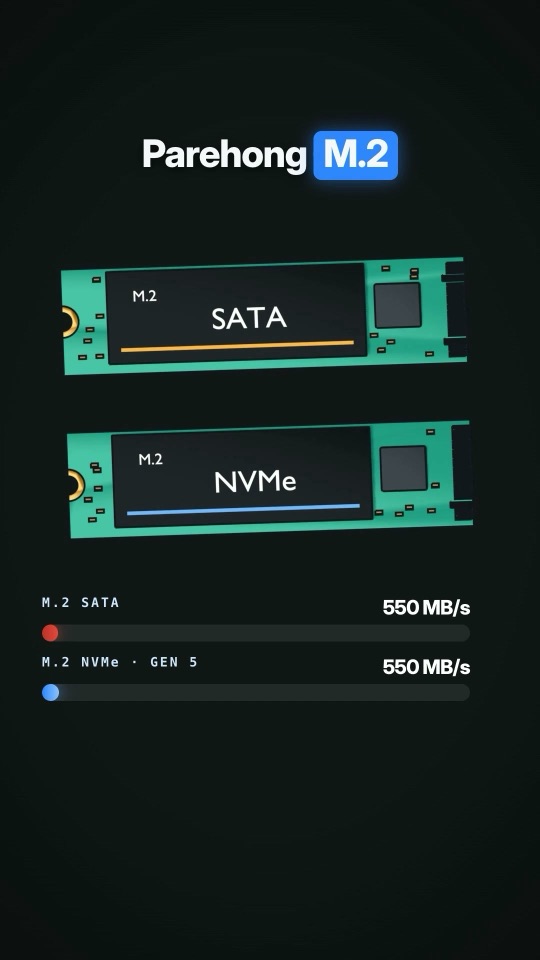 Parehong M.2
M.2
SATA
M.2
NVMe
M.2 SATA 550 MB/s
M.2 NVMe · GEN 5 550 MB/s